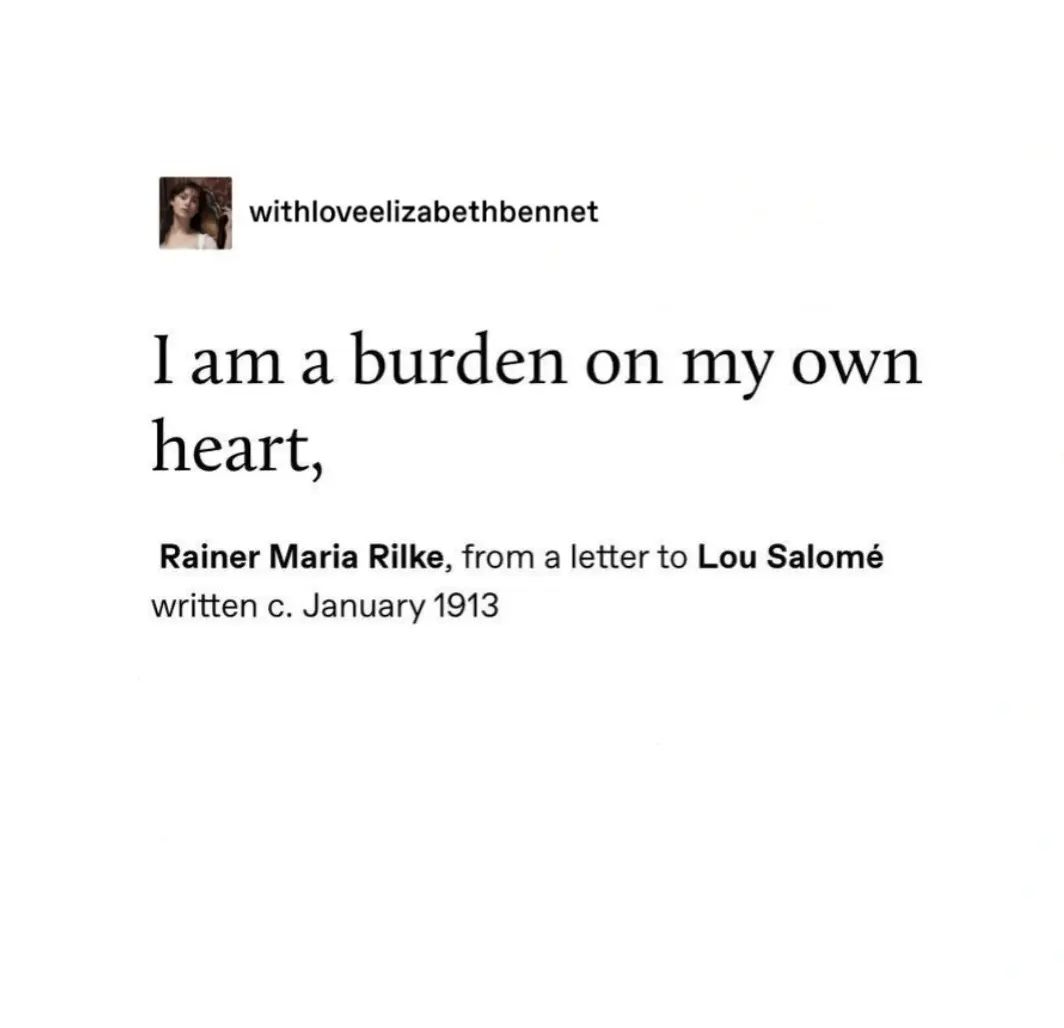 withloveelizabethbennet
I am a burden on my own
heart,
Rainer Maria Rilke, from a letter to Lou Salomé
written c. January 1913